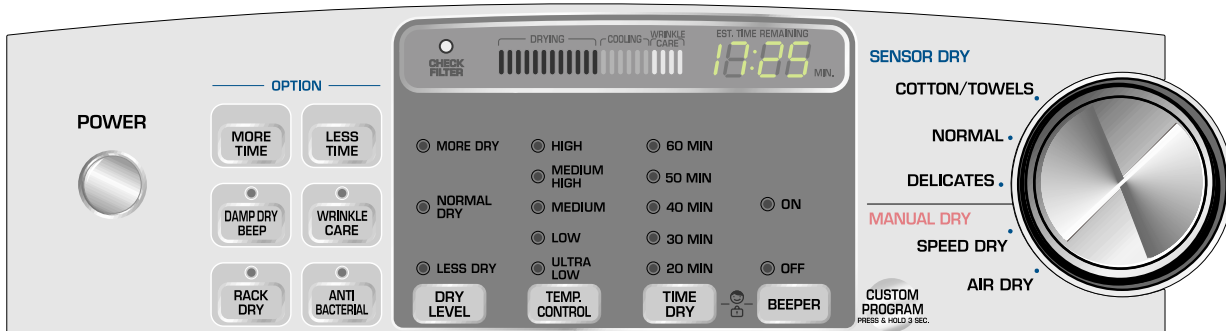 POWER
OPTION
MORE
TIME
LESS
TIME
DAMP DRY
BEEP
WRINKLE
CARE
RACK
DRY
ANTI
BACTERIAL
CHECK
FILTER
DRYING
COOLING
WRINKLE
CARE
EST. TIME REMAINING
17:25
MIN.
MORE DRY
NORMAL
DRY
LESS DRY
DRY
LEVEL
HIGH
MEDIUM
HIGH
MEDIUM
LOW
ULTRA
LOW
TEMP.
CONTROL
60 MIN
50 MIN
40 MIN
30 MIN
20 MIN
TIME
DRY
ON
OFF
BEEPER
SENSOR DRY
COTTON/TOWELS
NORMAL
DELICATES
MANUAL DRY
SPEED DRY
AIR DRY
CUSTOM
PROGRAM
PRESS & HOLD 3 SEC.